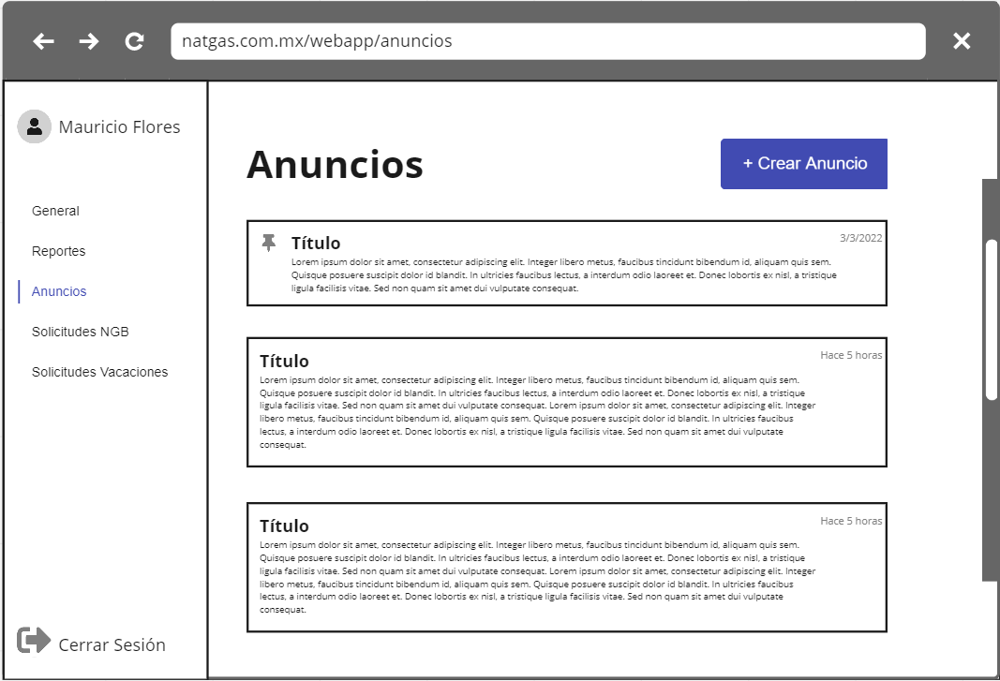 natgas.com.mx/webapp/anuncios
Mauricio Flores
General
Reportes
Anuncios
Solicitudes NGB
Solicitudes Vacaciones
Cerrar Sesión
Anuncios
+ Crear Anuncio
Título
3/3/2022
Lorem ipsum dolor sit amet, consectetur adipiscing elit. Integer libero metus, faucibus tincidunt bibendum id, aliquam quis sem.
Quisque posuere suscipit dolor id blandit. In ultricies faucibus lectus, a interdum odio laoreet et. Donec lobortis ex nisl, a tristique
ligula facilisis vitae. Sed non quam sit amet dui vulputate consequat.
Título
Hace 5 horas
Lorem ipsum dolor sit amet, consectetur adipiscing elit. Integer libero metus, faucibus tincidunt bibendum id, aliquam quis sem.
Quisque posuere suscipit dolor id blandit. In ultricies faucibus lectus, a interdum odio laoreet et. Donec lobortis ex nisl, a tristique
ligula facilisis vitae. Sed non quam sit amet dui vulputate consequat. Lorem ipsum dolor sit amet, consectetur adipiscing elit. Integer
libero metus, faucibus tincidunt bibendum id, aliquam quis sem. Quisque posuere suscipit dolor id blandit. In ultricies faucibus
lectus, a interdum odio laoreet et. Donec lobortis ex nisl, a tristique ligula facilisis vitae. Sed non quam sit amet dui vulputate
consequat.
Título
Hace 5 horas
Lorem ipsum dolor sit amet, consectetur adipiscing elit. Integer libero metus, faucibus tincidunt bibendum id, aliquam quis sem.
Quisque posuere suscipit dolor id blandit. In ultricies faucibus lectus, a interdum odio laoreet et. Donec lobortis ex nisl, a tristique
ligula facilisis vitae. Sed non quam sit amet dui vulputate consequat. Lorem ipsum dolor sit amet, consectetur adipiscing elit. Integer
libero metus, faucibus tincidunt bibendum id, aliquam quis sem. Quisque posuere suscipit dolor id blandit. In ultricies faucibus
lectus, a interdum odio laoreet et. Donec lobortis ex nisl, a tristique ligula facilisis vitae. Sed non quam sit amet dui vulputate
consequat.